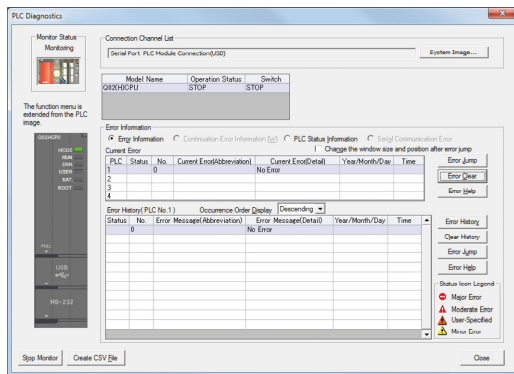 PLC Diagnostics
Monitor Status
Monitoring
Connection Channel List
Serial Port PLC Module Connection(USB)
System Image...
Model Name Operation Status Switch
Q02(H)CPU STOP STOP
The function menu is
extended from the PLC
image.
Q02(H)CPU
MODE
RUN
ERR.
USER
BAT.
BOOT
PULL
USB
RS-232
Error Information
Error Information Continuation Error Information (W) PLC Status Information Serial Communication Error
Current Error Change the window size and position after error jump
PLC Status No. Current Error(Abbreviation) Current Error(Detail) Year/Month/Day Time
1 0 No Error
2
3
4
Error Jump
Error Clear
Error Help
Error History( PLC No.1 ) Occurrence Order Display Descending
Status No. Error Message(Abbreviation) Error Message(Detail) Year/Month/Day Time
0 No Error
Error History
Clear History
Error Jump
Error Help
Status Icon Legend
Major Error
Moderate Error
User-Specified
Minor Error
Stop Monitor
Create CSV File
Close